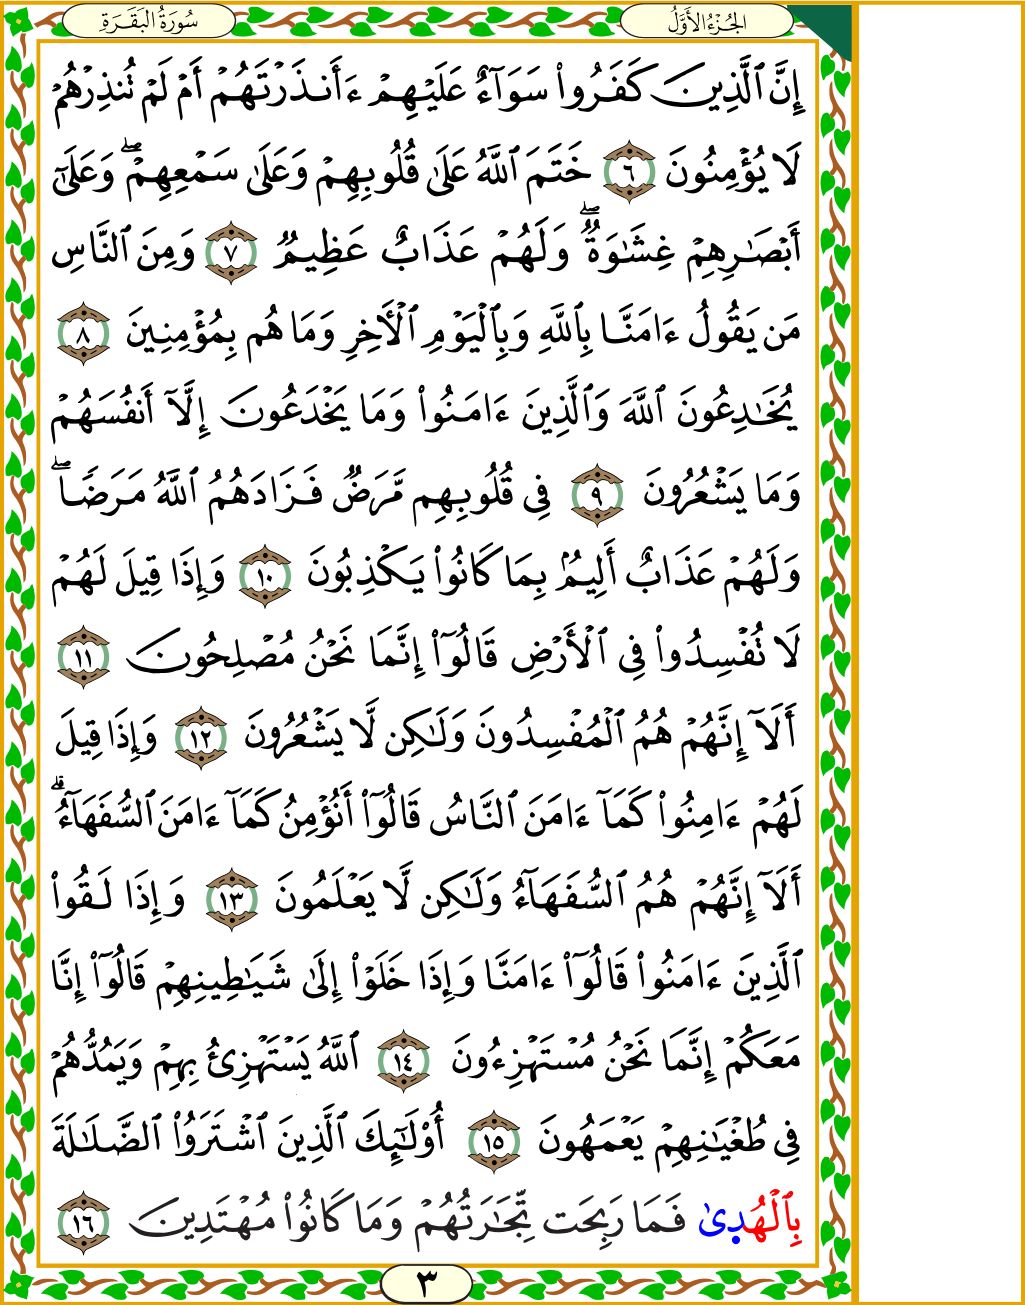 الجُزْءُ الأَوَّلُ
سُورَةُ البَقَرَةِ
إِنَّ ٱلَّذِينَ كَفَرُوا۟ سَوَآءٌ عَلَيْهِمْ ءَأَنذَرْتَهُمْ أَمْ لَمْ تُنذِرْهُمْ
لَا يُؤْمِنُونَ ٦ خَتَمَ ٱللَّهُ عَلَىٰ قُلُوبِهِمْ وَعَلَىٰ سَمْعِهِمْ ۖ وَعَلَىٰٓ
أَبْصَـٰرِهِمْ غِشَـٰوَةٌ ۖ وَلَهُمْ عَذَابٌ عَظِيمٌ ٧ وَمِنَ ٱلنَّاسِ
مَن يَقُولُ ءَامَنَّا بِٱللَّهِ وَبِٱلْيَوْمِ ٱلْأَخِرِ وَمَا هُم بِمُؤْمِنِينَ ٨
يُخَـٰدِعُونَ ٱللَّهَ وَٱلَّذِينَ ءَامَنُوا۟ وَمَا يَخْدَعُونَ إِلَّآ أَنفُسَهُمْ
وَمَا يَشْعُرُونَ ٩ فِى قُلُوبِهِم مَّرَضٌ فَزَادَهُمُ ٱللَّهُ مَرَضًا ۖ
وَلَهُمْ عَذَابٌ أَلِيمٌۢ بِمَا كَانُوا۟ يَكْذِبُونَ ١٠ وَإِذَا قِيلَ لَهُمْ
لَا تُفْسِدُوا۟ فِى ٱلْأَرْضِ قَالُوٓا۟ إِنَّمَا نَحْنُ مُصْلِحُونَ ١١
أَلَآ إِنَّهُمْ هُمُ ٱلْمُفْسِدُونَ وَلَـٰكِن لَّا يَشْعُرُونَ ١٢ وَإِذَا قِيلَ
لَهُمْ ءَامِنُوا۟ كَمَآ ءَامَنَ ٱلنَّاسُ قَالُوٓا۟ أَنُؤْمِنُ كَمَآ ءَامَنَ ٱلسُّفَهَآءُ ۗ
أَلَآ إِنَّهُمْ هُمُ ٱلسُّفَهَآءُ وَلَـٰكِن لَّا يَعْلَمُونَ ١٣ وَإِذَا لَقُوا۟
ٱلَّذِينَ ءَامَنُوا۟ قَالُوٓا۟ ءَامَنَّا وَإِذَا خَلَوْا۟ إِلَىٰ شَيَـٰطِينِهِمْ قَالُوٓا۟ إِنَّا
مَعَكُمْ إِنَّمَا نَحْنُ مُسْتَهْزِءُونَ ١٤ ٱللَّهُ يَسْتَهْزِئُ بِهِمْ وَيَمُدُّهُمْ
فِى طُغْيَـٰنِهِمْ يَعْمَهُونَ ١٥ أُو۟لَـٰٓئِكَ ٱلَّذِينَ ٱشْتَرَوُا۟ ٱلضَّلَـٰلَةَ
بِٱلْهُدٜىٰ فَمَا رَبِحَت تِّجَـٰرَتُهُمْ وَمَا كَانُوا۟ مُهْتَدِينَ ١٦
٣